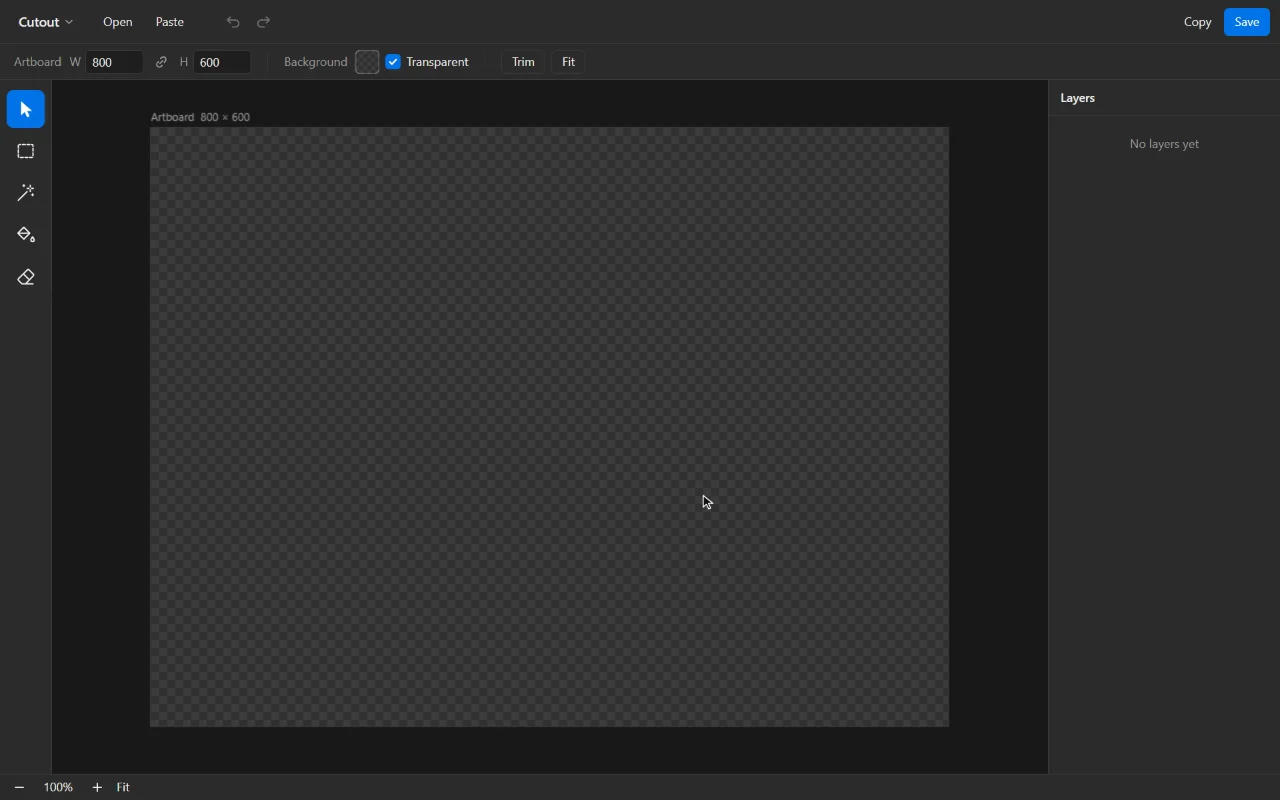 Cutout Open Paste Copy Save
Artboard W 800 H 600 Background Transparent Trim Fit
Layers
Artboard 800 × 600
No layers yet
100% Fit